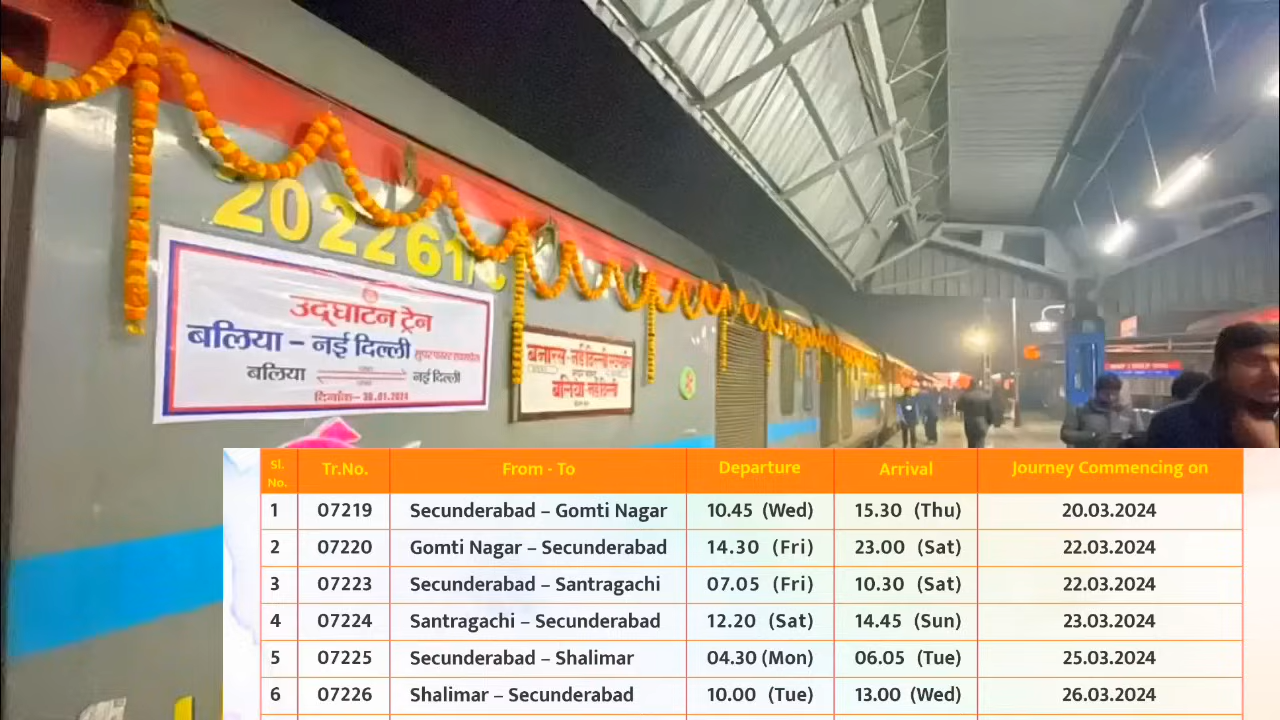 202261
उद्‌घाटन ट्रेन
बलिया – नई दिल्ली
बलिया नई दिल्ली
दिनांक– 30.01.2024
Sl. No. Tr.No. From - To Departure Arrival Journey Commencing on
1 07219 Secunderabad – Gomti Nagar 10.45 (Wed) 15.30 (Thu) 20.03.2024
2 07220 Gomti Nagar – Secunderabad 14.30 (Fri) 23.00 (Sat) 22.03.2024
3 07223 Secunderabad – Santragachi 07.05 (Fri) 10.30 (Sat) 22.03.2024
4 07224 Santragachi – Secunderabad 12.20 (Sat) 14.45 (Sun) 23.03.2024
5 07225 Secunderabad – Shalimar 04.30 (Mon) 06.05 (Tue) 25.03.2024
6 07226 Shalimar – Secunderabad 10.00 (Tue) 13.00 (Wed) 26.03.2024